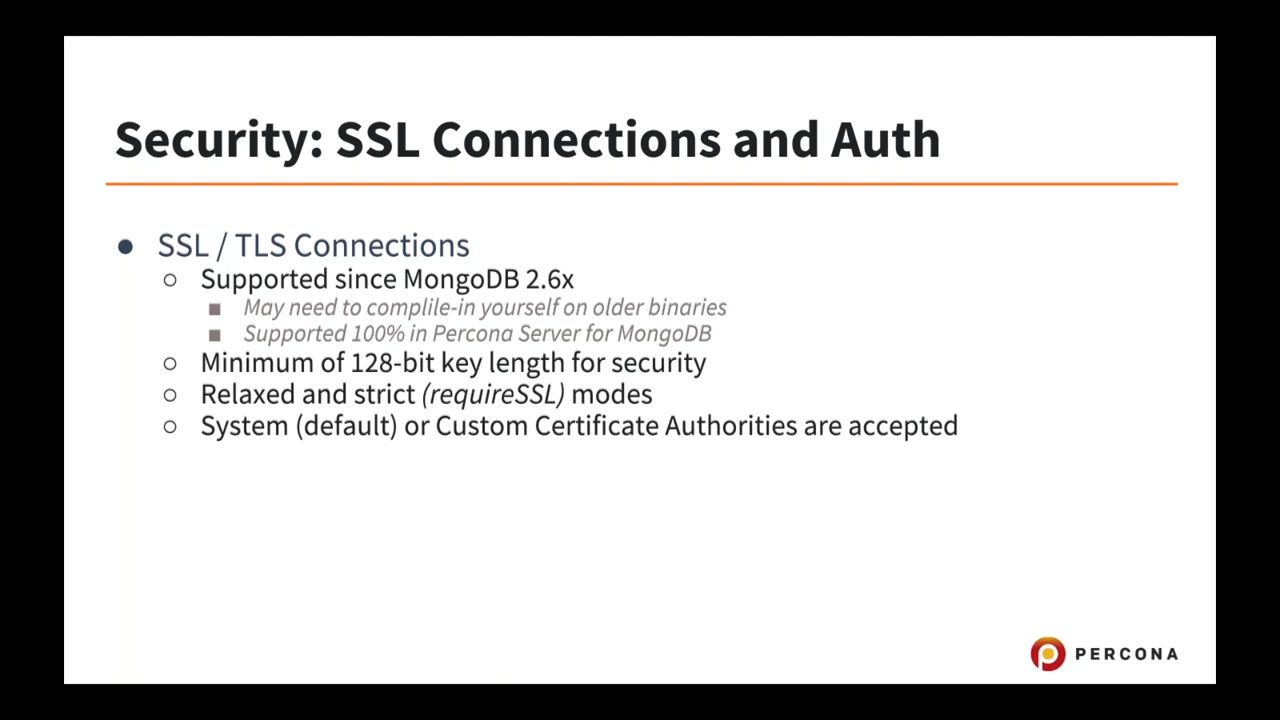 Security: SSL Connections and Auth
● SSL / TLS Connections
○ Supported since MongoDB 2.6x
■ May need to complile-in yourself on older binaries
■ Supported 100% in Percona Server for MongoDB
○ Minimum of 128-bit key length for security
○ Relaxed and strict (requireSSL) modes
○ System (default) or Custom Certificate Authorities are accepted
PERCONA